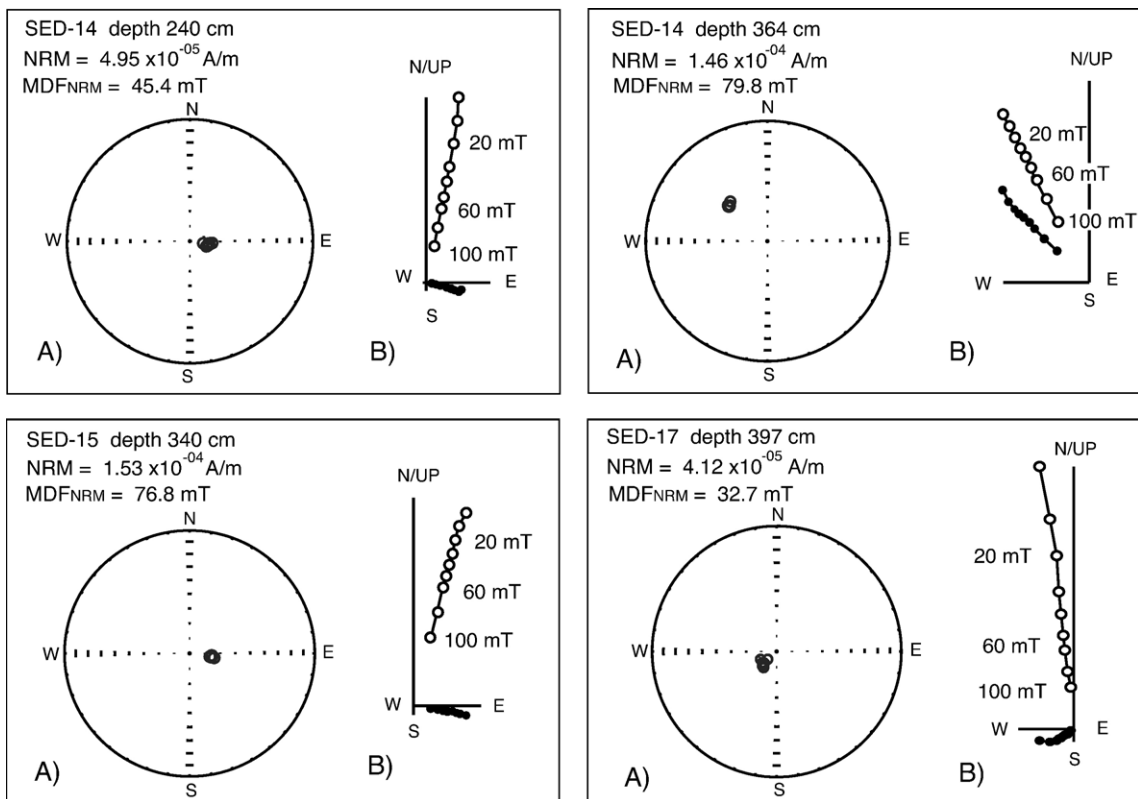 SED-14 depth 240 cm
NRM = 4.95 x10-05 A/m
MDFNRM = 45.4 mT
N
W
E
S
A)
N/UP
20 mT
60 mT
100 mT
W
E
S
B)
SED-14 depth 364 cm
NRM = 1.46 x10-04 A/m
MDFNRM = 79.8 mT
N
W
E
S
A)
N/UP
20 mT
60 mT
100 mT
W
E
S
B)
SED-15 depth 340 cm
NRM = 1.53 x10-04 A/m
MDFNRM = 76.8 mT
N
W
E
S
A)
N/UP
20 mT
60 mT
100 mT
W
E
S
B)
SED-17 depth 397 cm
NRM = 4.12 x10-05 A/m
MDFNRM = 32.7 mT
N
W
E
S
A)
N/UP
20 mT
60 mT
100 mT
W
E
S
B)